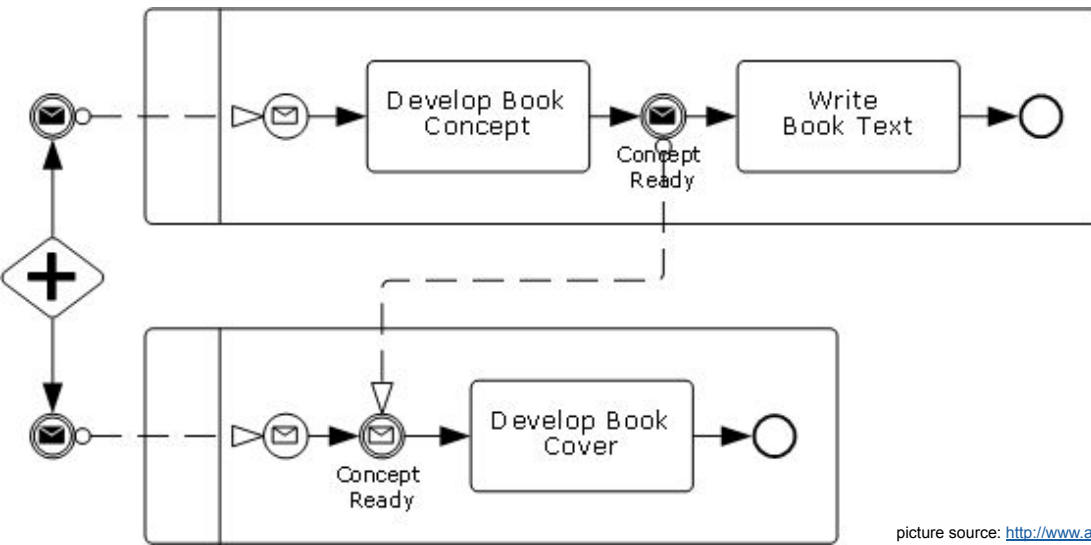 Develop Book
Concept
Concept
Ready
Write
Book Text
Concept
Ready
Develop Book
Cover
picture source: http://www.a